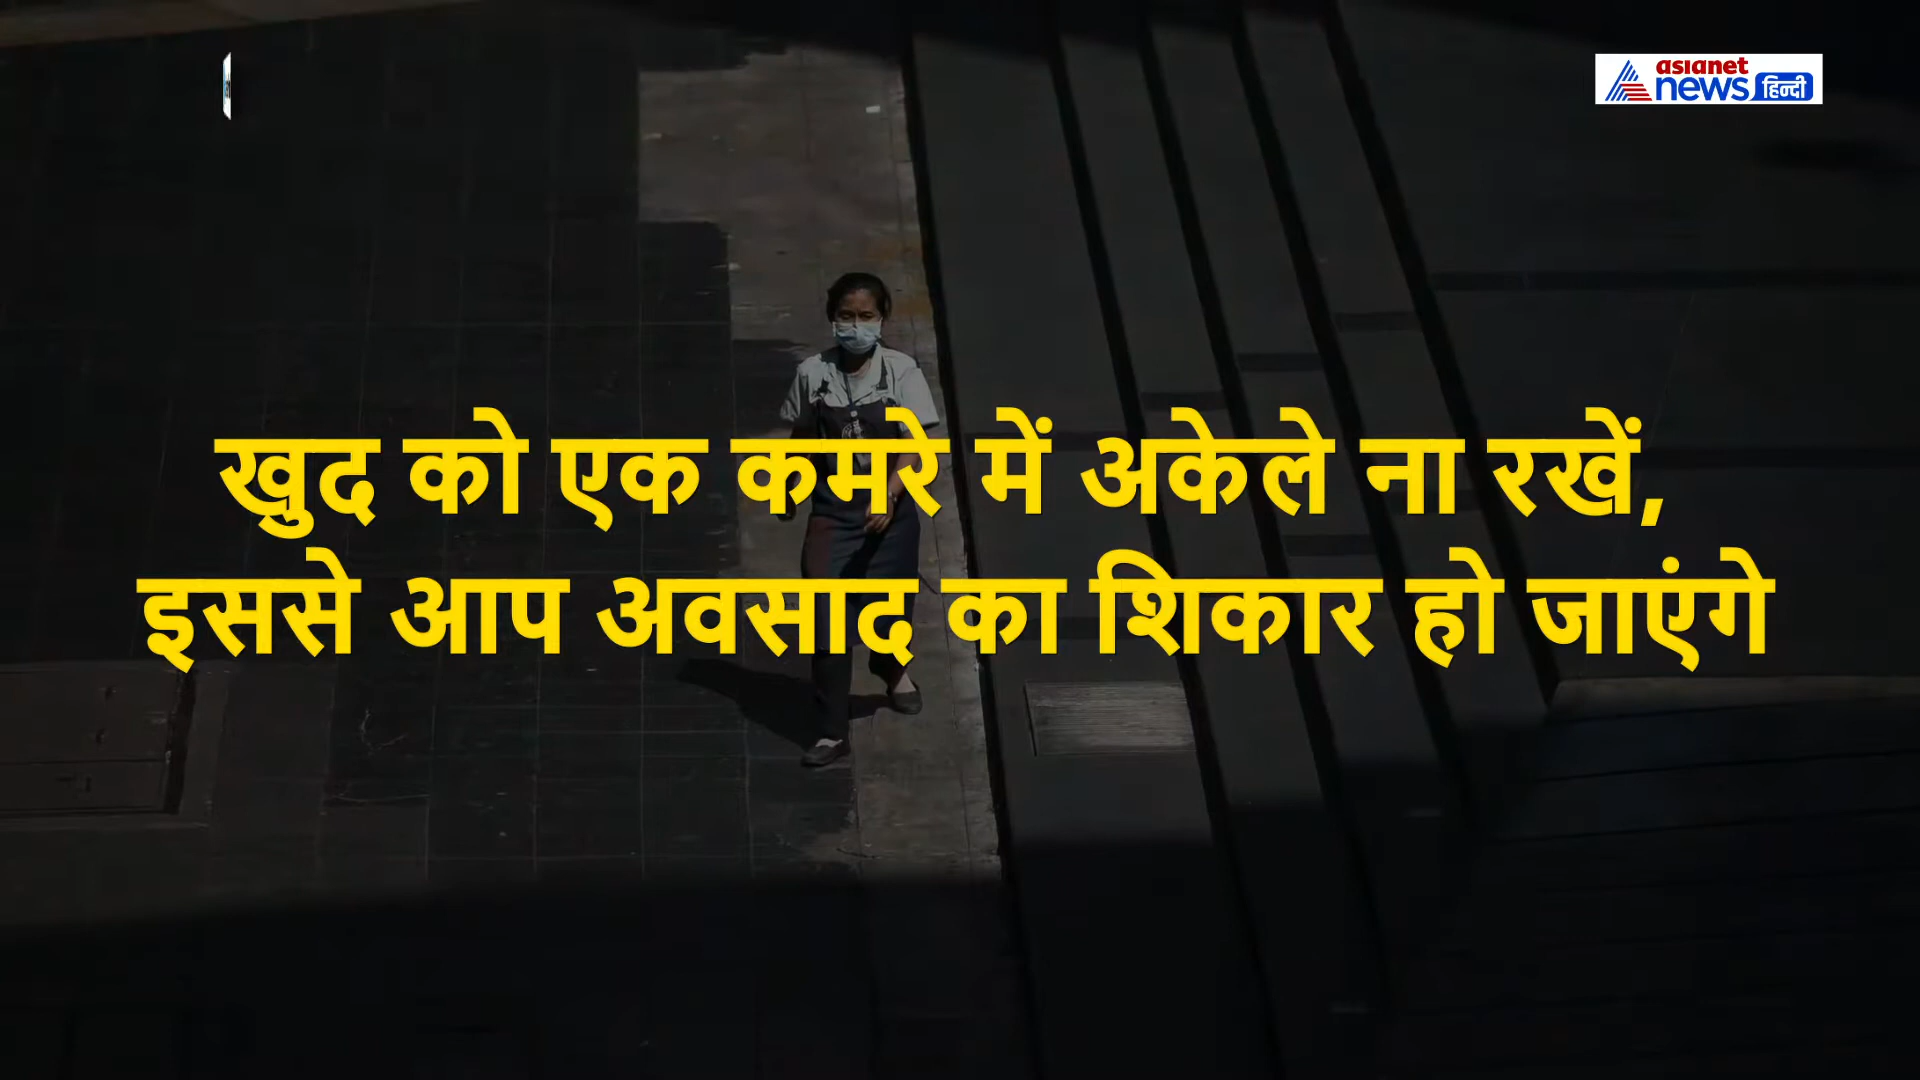 asianet
news हिन्दी
खुद को एक कमरे में अकेले ना रखें,
इससे आप अवसाद का शिकार हो जाएंगे